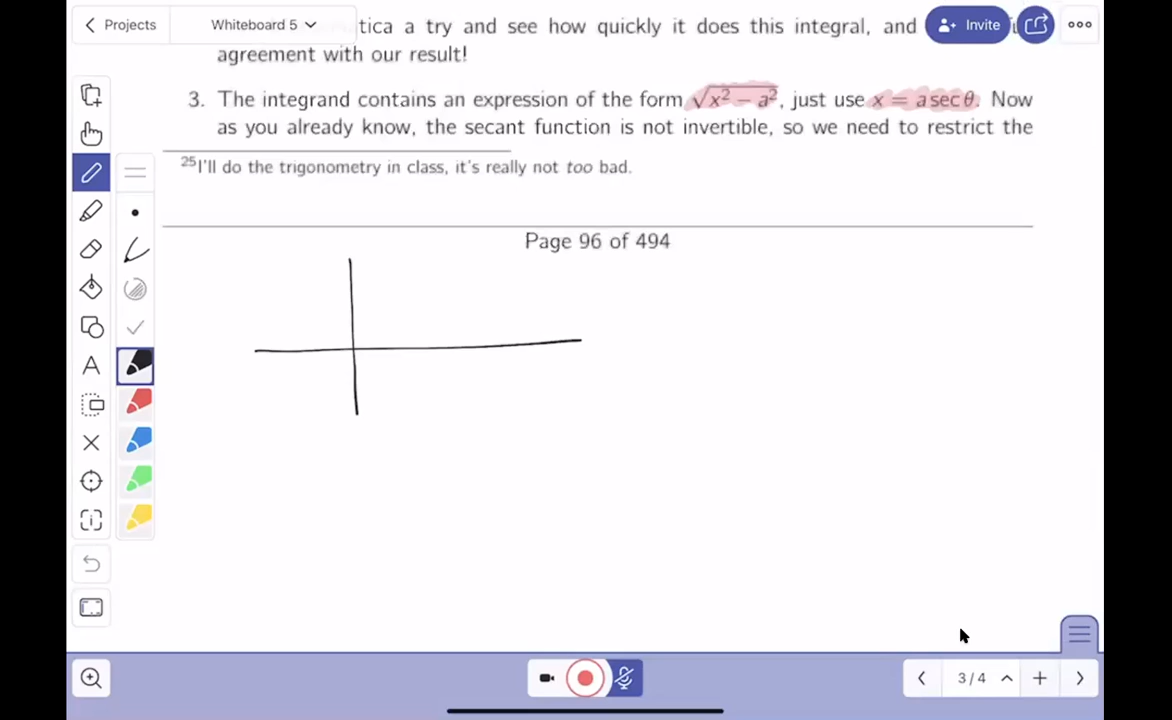 Projects
Whiteboard 5
tica a try and see how quickly it does this integral, and
Invite
agreement with our result!
3. The integrand contains an expression of the form √x² − a², just use x = a sec θ. Now
as you already know, the secant function is not invertible, so we need to restrict the
25I'll do the trigonometry in class, it's really not too bad.
Page 96 of 494
A
3/4